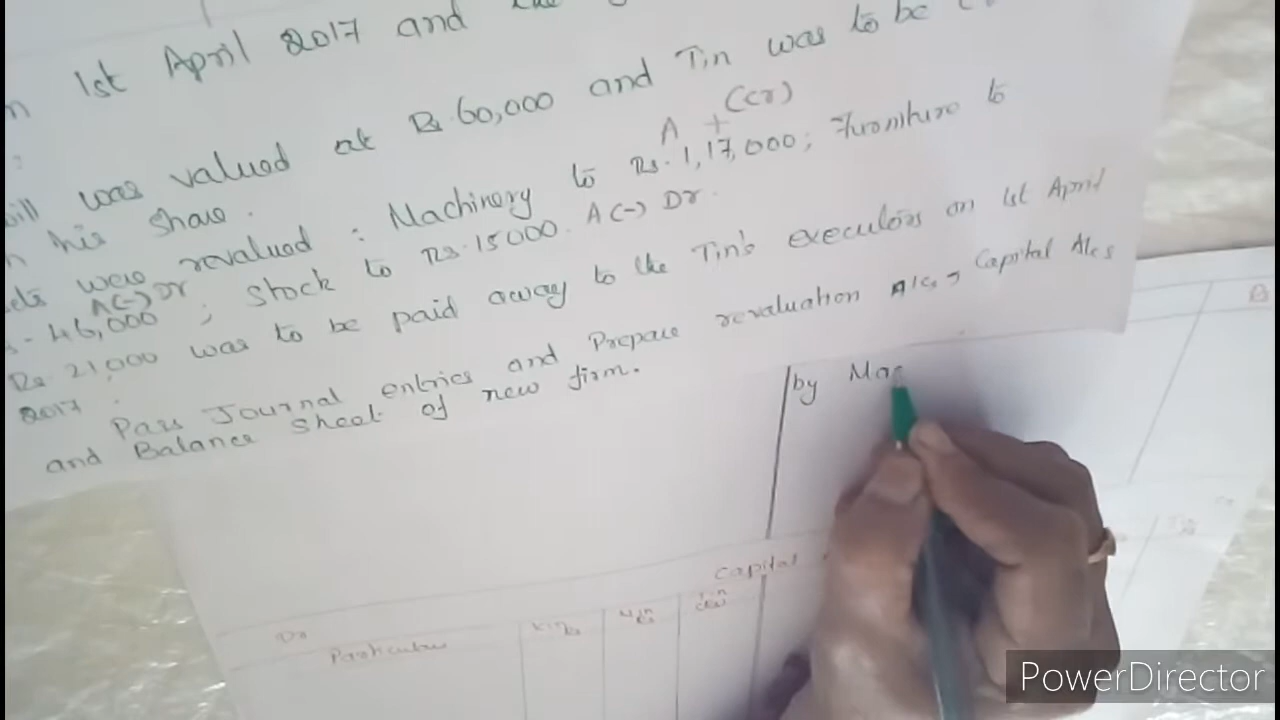 1st April 2017 and the
will was valued at Rs.60,000 and Tin was to be
his share.
A + (Cr)
were revalued : Machinery to Rs.1,17,000; Furniture to
A (-) Dr
46,000 ; Stock to Rs.15000. A (-) Dr.
Rs.21,000 was to be paid away to the Tin's executors on 1st April
2017.
Pass Journal entries and Prepare revaluation A/c, Capital A/cs
and Balance Sheet of new firm.
by Mac
B
Capital
Dr
Particulars
PowerDirector